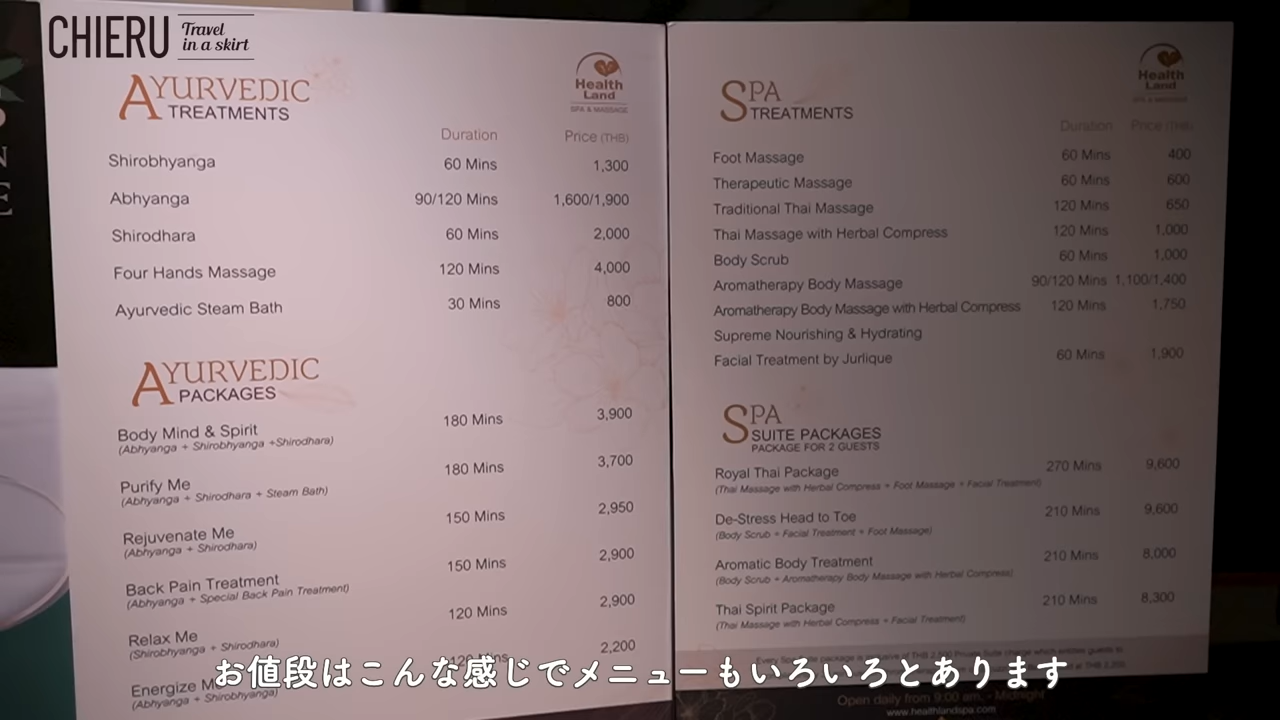 CHIERU
Travel
in a skirt
AYURVEDIC
TREATMENTS
Health
Land
SPA & MASSAGE
Duration Price (THB)
Shirobhyanga 60 Mins 1,300
Abhyanga 90/120 Mins 1,600/1,900
Shirodhara 60 Mins 2,000
Four Hands Massage 120 Mins 4,000
Ayurvedic Steam Bath 30 Mins 800
AYURVEDIC
PACKAGES
Body Mind & Spirit 180 Mins 3,900
(Abhyanga + Shirobhyanga +Shirodhara)
Purify Me 180 Mins 3,700
(Abhyanga + Shirodhara + Steam Bath)
Rejuvenate Me 150 Mins 2,950
(Abhyanga + Shirodhara)
Back Pain Treatment 150 Mins 2,900
(Abhyanga + Special Back Pain Treatment)
Relax Me 120 Mins 2,900
(Shirobhyanga + Shirodhara)
Energize Me 120 Mins 2,200
(Abhyanga + Shirobhyanga)
SPA
TREATMENTS
Health
Land
SPA & MASSAGE
Duration Price (THB)
Foot Massage 60 Mins 400
Therapeutic Massage 60 Mins 600
Traditional Thai Massage 120 Mins 650
Thai Massage with Herbal Compress 120 Mins 1,000
Body Scrub 60 Mins 1,000
Aromatherapy Body Massage 90/120 Mins 1,100/1,400
Aromatherapy Body Massage with Herbal Compress 120 Mins 1,750
Supreme Nourishing & Hydrating
Facial Treatment by Jurlique 60 Mins 1,900
SPA
SUITE PACKAGES
PACKAGE FOR 2 GUESTS
Royal Thai Package 270 Mins 9,600
(Thai Massage with Herbal Compress + Foot Massage + Facial Treatment)
De-Stress Head to Toe 210 Mins 9,600
(Body Scrub + Facial Treatment + Foot Massage)
Aromatic Body Treatment 210 Mins 8,000
(Body Scrub + Aromatherapy Body Massage with Herbal Compress)
Thai Spirit Package 210 Mins 8,300
(Thai Massage with Herbal Compress + Facial Treatment)
Open daily from 9:00 am. - Midnight
www.healthlandspa.com
お値段はこんな感じでメニューもいろいろとあります